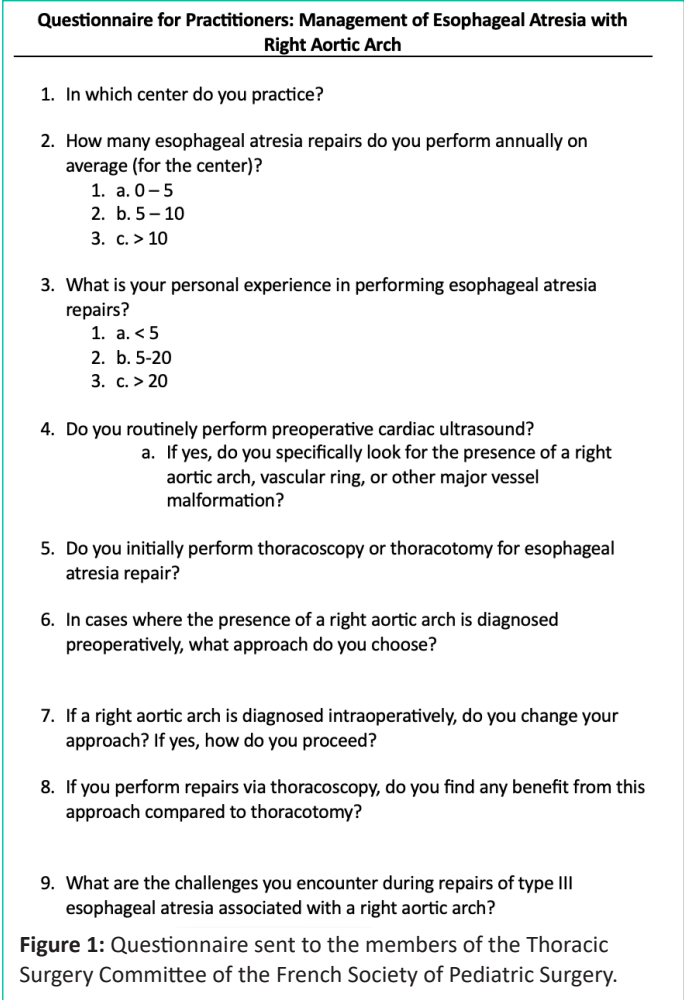 Questionnaire for Practitioners: Management of Esophageal Atresia with
Right Aortic Arch
1. In which center do you practice?
2. How many esophageal atresia repairs do you perform annually on
average (for the center)?
1. a. 0 – 5
2. b. 5 – 10
3. c. > 10
3. What is your personal experience in performing esophageal atresia
repairs?
1. a. < 5
2. b. 5-20
3. c. > 20
4. Do you routinely perform preoperative cardiac ultrasound?
a. If yes, do you specifically look for the presence of a right
aortic arch, vascular ring, or other major vessel
malformation?
5. Do you initially perform thoracoscopy or thoracotomy for esophageal
atresia repair?
6. In cases where the presence of a right aortic arch is diagnosed
preoperatively, what approach do you choose?
7. If a right aortic arch is diagnosed intraoperatively, do you change your
approach? If yes, how do you proceed?
8. If you perform repairs via thoracoscopy, do you find any benefit from this
approach compared to thoracotomy?
9. What are the challenges you encounter during repairs of type III
esophageal atresia associated with a right aortic arch?
Figure 1: Questionnaire sent to the members of the Thoracic
Surgery Committee of the French Society of Pediatric Surgery.